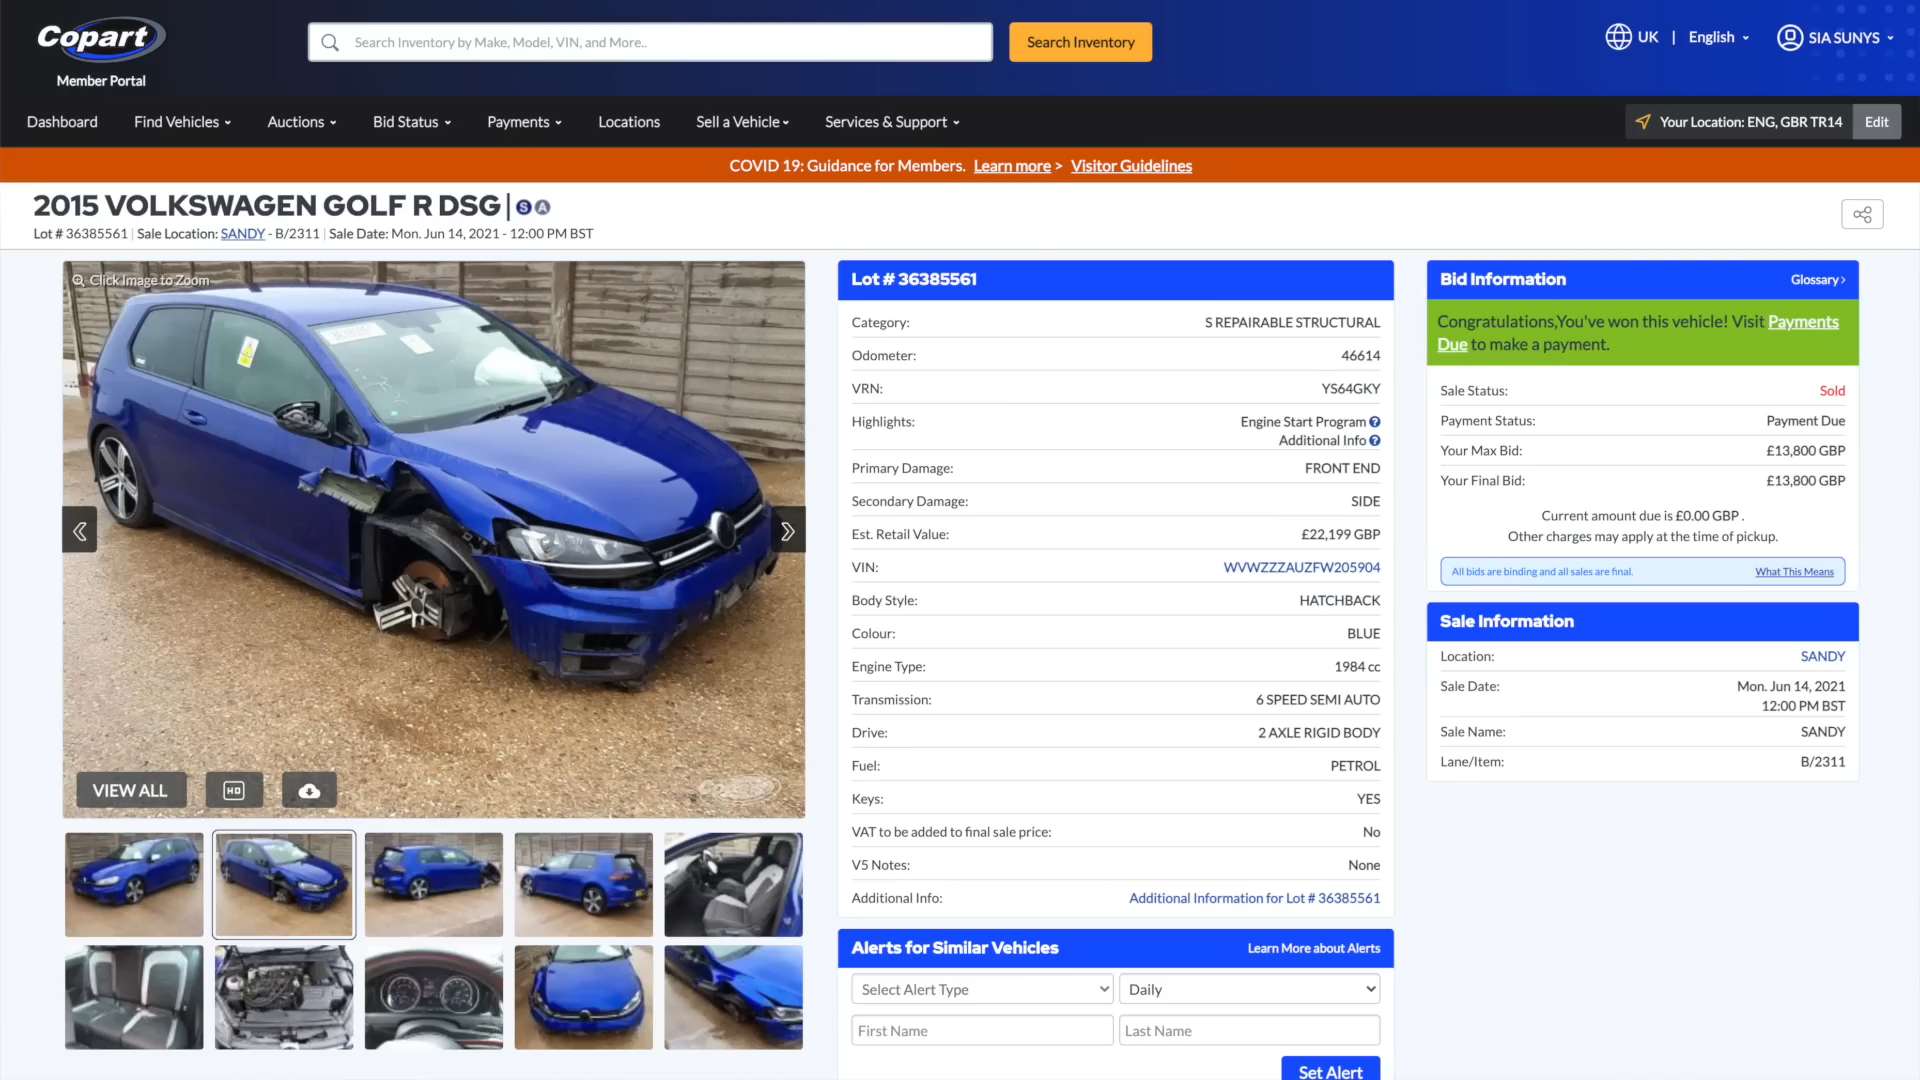 Copart
Member Portal
Search Inventory by Make, Model, VIN, and More..
Search Inventory
UK | English
SIA SUNYS
Dashboard
Find Vehicles
Auctions
Bid Status
Payments
Locations
Sell a Vehicle
Services & Support
Your Location: ENG, GBR TR14
Edit
COVID 19: Guidance for Members. Learn more > Visitor Guidelines
2015 VOLKSWAGEN GOLF R DSG | S A
Lot # 36385561 | Sale Location: SANDY - B/2311 | Sale Date: Mon. Jun 14, 2021 - 12:00 PM BST
Click Image to Zoom
VIEW ALL
HD
Copart
Lot # 36385561
Category: S REPAIRABLE STRUCTURAL
Odometer: 46614
VRN: YS64GKY
Highlights: Engine Start Program ?
Additional Info ?
Primary Damage: FRONT END
Secondary Damage: SIDE
Est. Retail Value: £22,199 GBP
VIN: WVWZZZAUZFW205904
Body Style: HATCHBACK
Colour: BLUE
Engine Type: 1984 cc
Transmission: 6 SPEED SEMI AUTO
Drive: 2 AXLE RIGID BODY
Fuel: PETROL
Keys: YES
VAT to be added to final sale price: No
V5 Notes: None
Additional Info: Additional Information for Lot # 36385561
Alerts for Similar Vehicles
Learn More about Alerts
Select Alert Type
Daily
First Name
Last Name
Set Alert
Bid Information
Glossary >
Congratulations,You've won this vehicle! Visit Payments
Due to make a payment.
Sale Status: Sold
Payment Status: Payment Due
Your Max Bid: £13,800 GBP
Your Final Bid: £13,800 GBP
Current amount due is £0.00 GBP .
Other charges may apply at the time of pickup.
All bids are binding and all sales are final.
What This Means
Sale Information
Location: SANDY
Sale Date: Mon. Jun 14, 2021
12:00 PM BST
Sale Name: SANDY
Lane/Item: B/2311